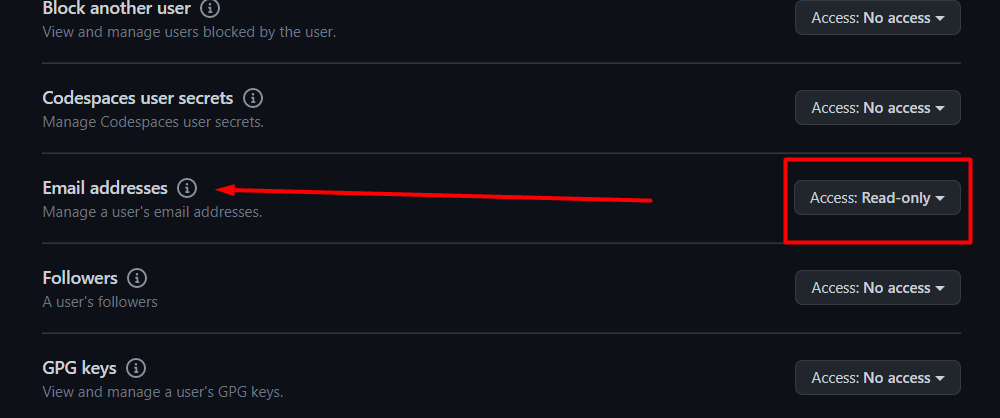 Block another user
Access: No access
View and manage users blocked by the user.
Codespaces user secrets
Access: No access
Manage Codespaces user secrets.
Email addresses
Access: Read-only
Manage a user's email addresses.
Followers
Access: No access
A user's followers
GPG keys
Access: No access
View and manage a user's GPG keys.